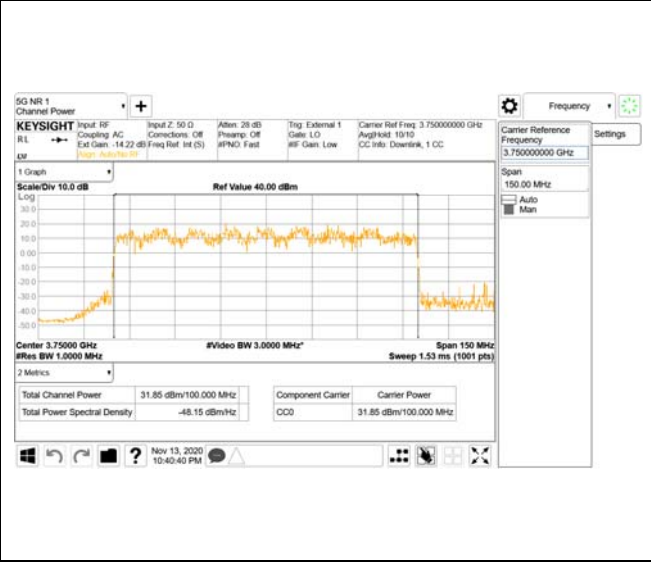 5G NR 1
Channel Power
Frequency
KEYSIGHT
Input: RF
Input Z: 50 Ω
Atten: 28 dB
Trig: External 1
Carrier Ref Freq: 3.750000000 GHz
RL
Coupling: AC
Corrections: Off
Preamp: Off
Gate: LO
Avg|Hold: 10/10
Ext Gain: -14.22 dB
Freq Ref: Int (S)
#PNO: Fast
#IF Gain: Low
CC Info: Downlink, 1 CC
Align: Auto/No RF
Carrier Reference
Frequency
3.750000000 GHz
Settings
Span
150.00 MHz
Auto
Man
1 Graph
Scale/Div 10.0 dB
Ref Value 40.00 dBm
Log
30.0
20.0
10.0
0.00
-10.0
-20.0
-30.0
-40.0
-50.0
Center 3.75000 GHz
#Video BW 3.0000 MHz*
Span 150 MHz
#Res BW 1.0000 MHz
Sweep 1.53 ms (1001 pts)
2 Metrics
Total Channel Power
31.85 dBm/100.000 MHz
Total Power Spectral Density
-48.15 dBm/Hz
Component Carrier
Carrier Power
CC0
31.85 dBm/100.000 MHz
?
Nov 13, 2020
10:40:40 PM